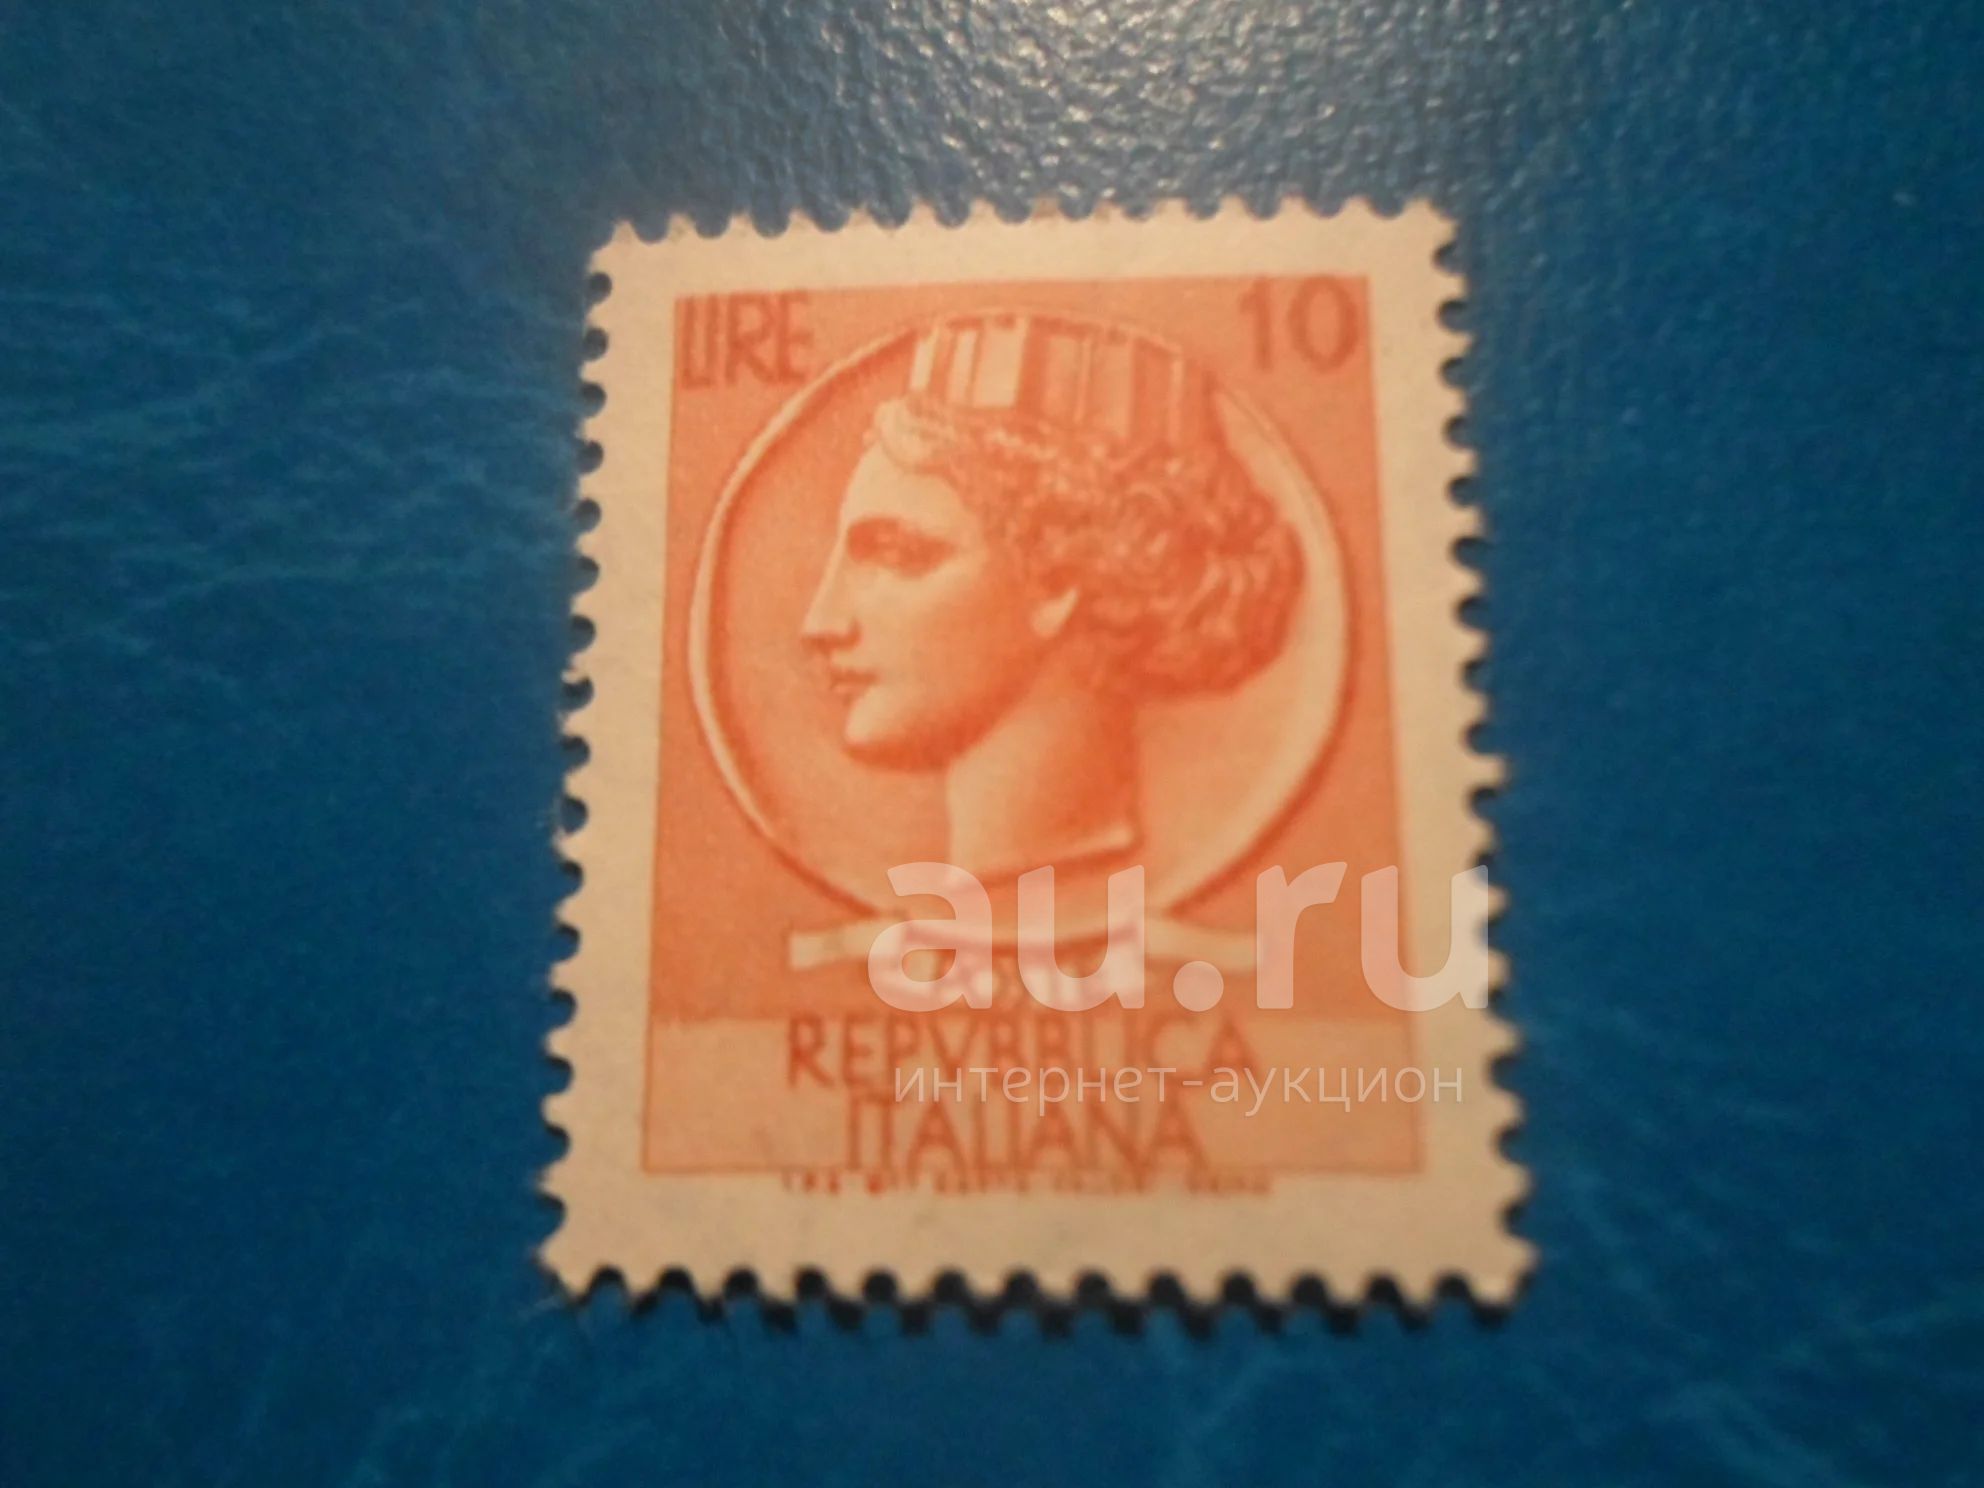 LIRE 10
au.ru
REPVBBLICA
интернет-аукцион
ITALIANA